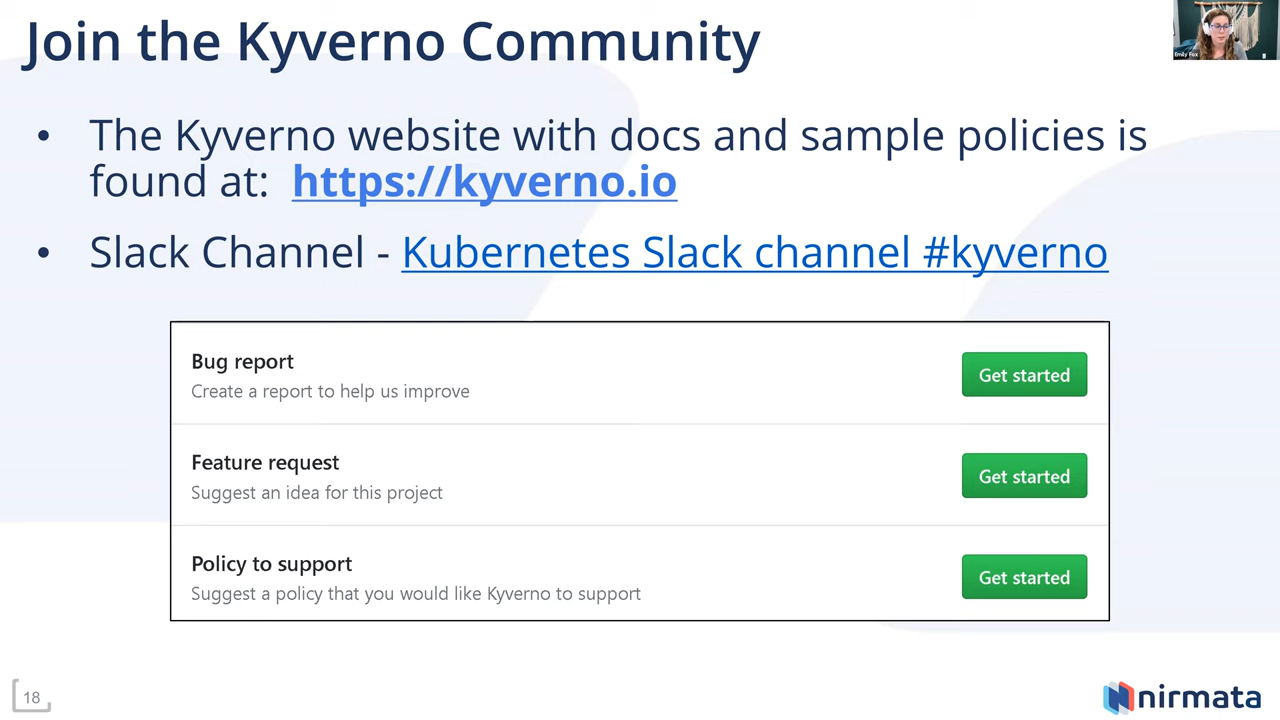 Join the Kyverno Community
Emily Fox
• The Kyverno website with docs and sample policies is
found at: https://kyverno.io
• Slack Channel - Kubernetes Slack channel #kyverno
Bug report
Create a report to help us improve
Get started
Feature request
Suggest an idea for this project
Get started
Policy to support
Suggest a policy that you would like Kyverno to support
Get started
18
nirmata